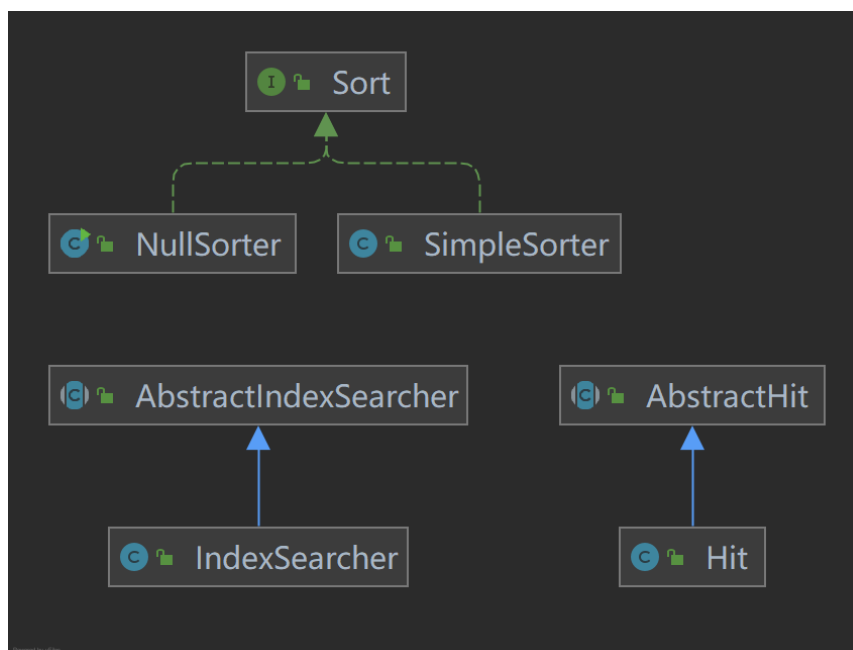 Sort
NullSorter
SimpleSorter
AbstractIndexSearcher
AbstractHit
IndexSearcher
Hit